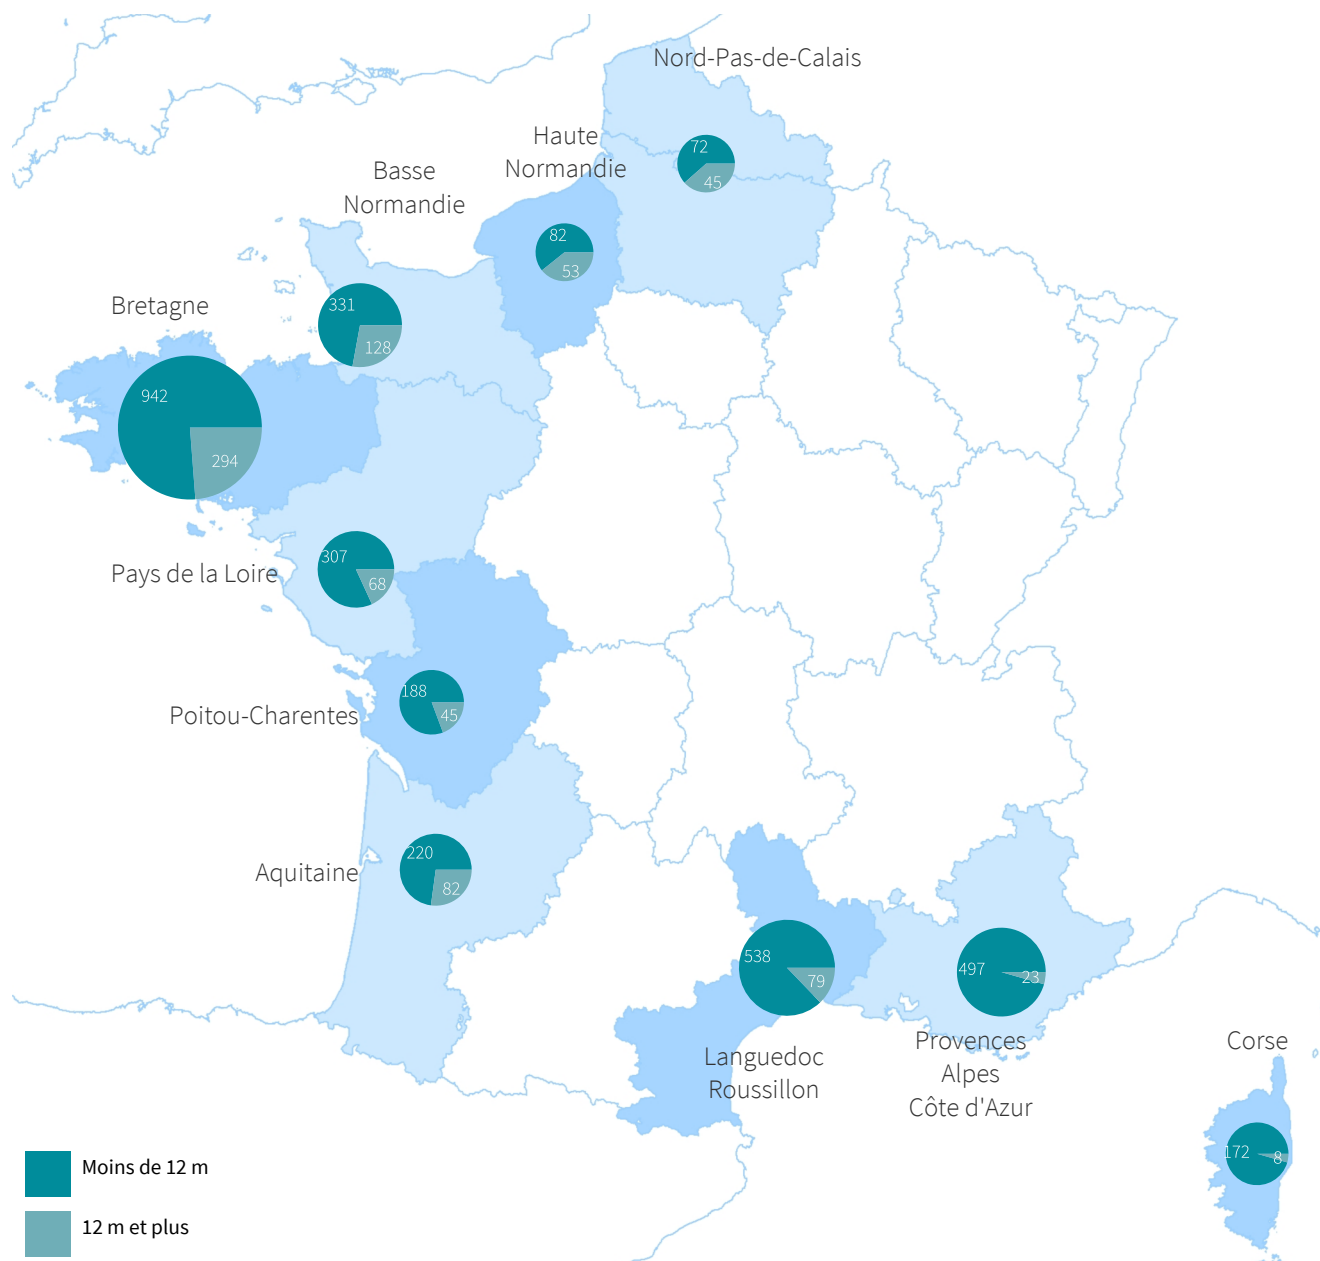 Nord-Pas-de-Calais
72
45
Haute
Normandie
82
53
Basse
Normandie
331
128
Bretagne
942
294
Pays de la Loire
307
68
Poitou-Charentes
188
45
Aquitaine
220
82
538
79
Languedoc
Roussillon
497
23
Provences
Alpes
Côte d'Azur
Corse
172
8
Moins de 12 m
12 m et plus